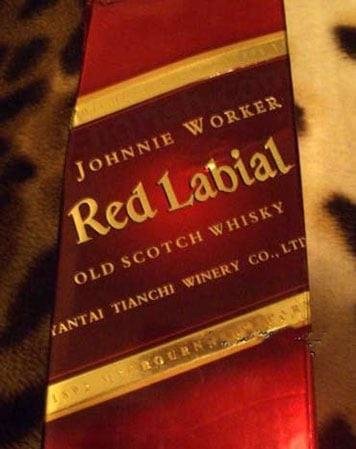 JOHNNIE WORKER
Red Labial
OLD SCOTCH WHISKY
YANTAI TIANCHI WINERY CO., LTD